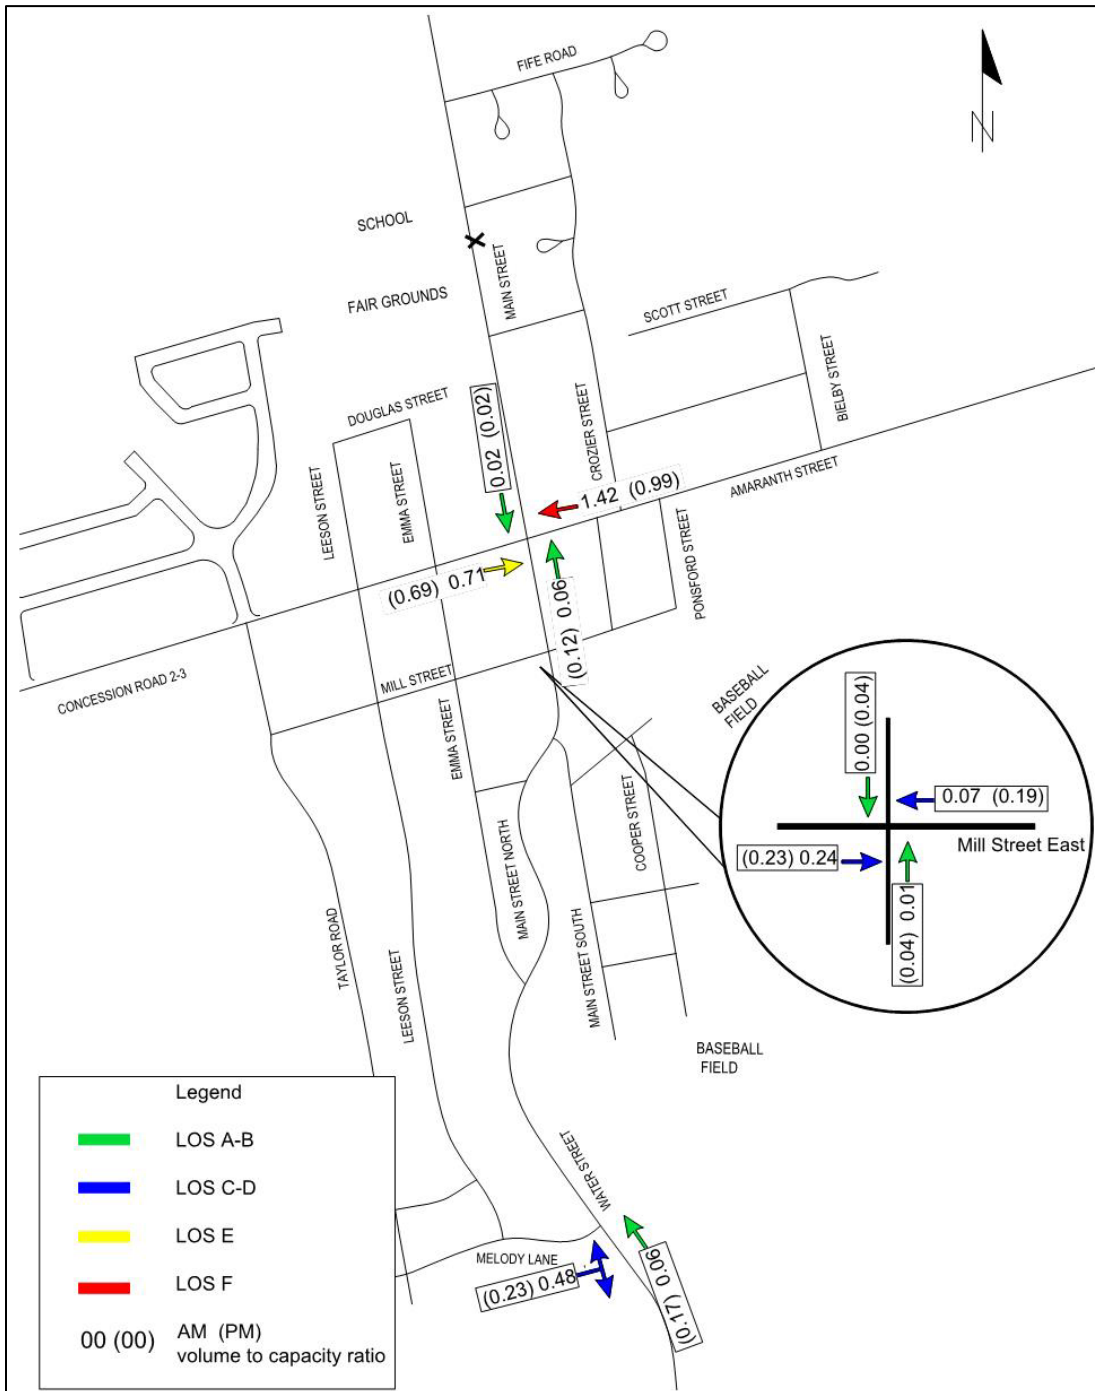 FIFE ROAD
N
SCHOOL
MAIN STREET
FAIR GROUNDS
SCOTT STREET
BIELBY STREET
DOUGLAS STREET
0.02 (0.02)
CROZIER STREET
LEESON STREET
EMMA STREET
1.42 (0.99)
AMARANTH STREET
(0.69) 0.71
(0.12) 0.06
PONSFORD STREET
CONCESSION ROAD 2-3
MILL STREET
BASEBALL
FIELD
EMMA STREET
0.00 (0.04)
0.07 (0.19)
Mill Street East
(0.23) 0.24
(0.04) 0.01
COOPER STREET
MAIN STREET NORTH
TAYLOR ROAD
LEESON STREET
MAIN STREET SOUTH
BASEBALL
FIELD
WATER STREET
MELODY LANE
(0.23) 0.48
(0.17) 0.06
Legend
LOS A-B
LOS C-D
LOS E
LOS F
00 (00) AM (PM)
volume to capacity ratio